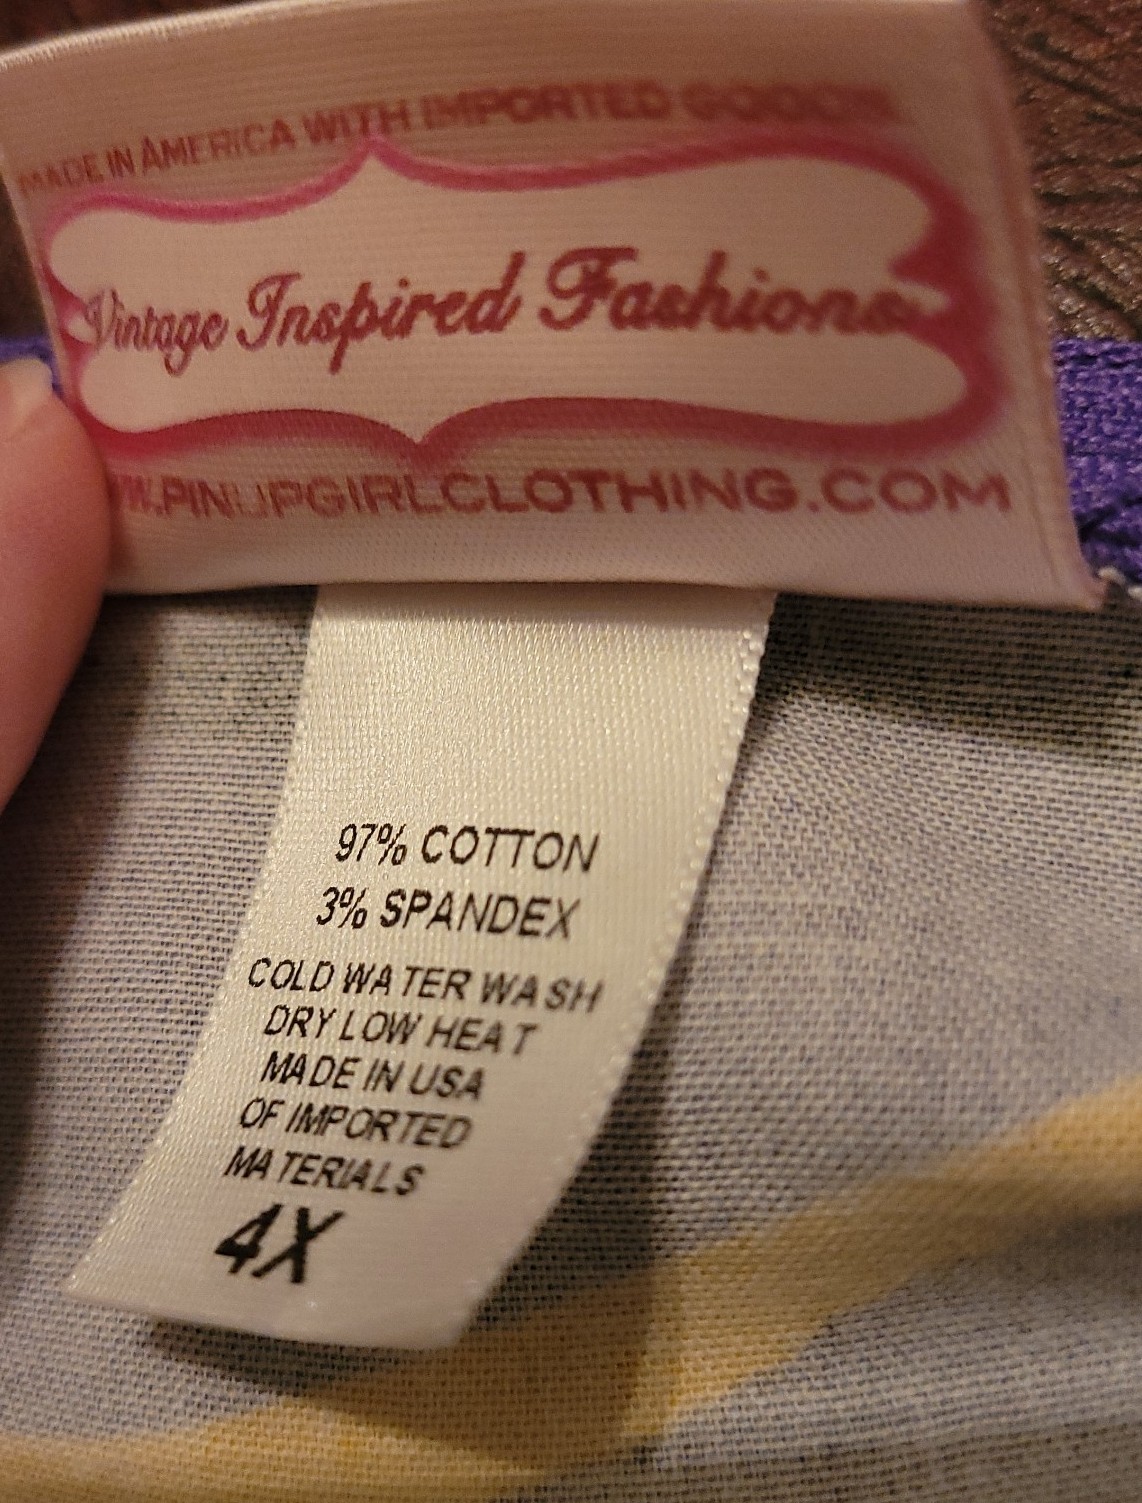 MADE IN AMERICA WITH IMPORTED GOODS
Vintage Inspired Fashions
WWW.PINUPGIRLCLOTHING.COM
97% COTTON
3% SPANDEX
COLD WATER WASH
DRY LOW HEAT
MADE IN USA
OF IMPORTED
MATERIALS
4X